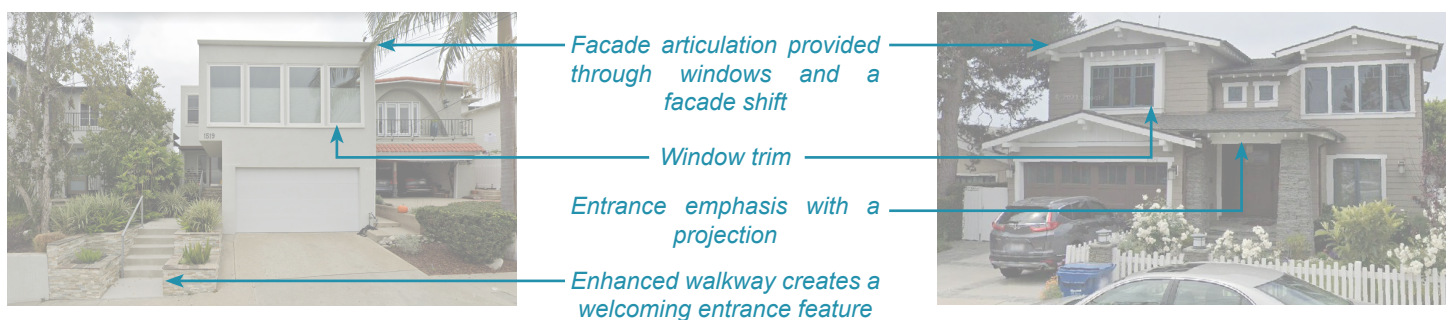 Facade articulation provided
through windows and a
facade shift
1519
Window trim
Entrance emphasis with a
projection
Enhanced walkway creates a
welcoming entrance feature